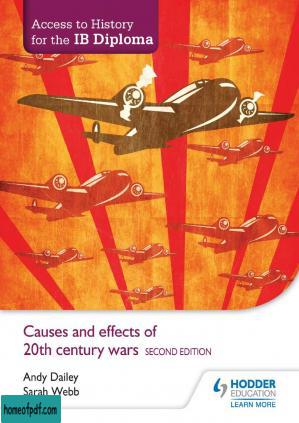 Access to History
for the IB Diploma
Causes and effects of
20th century wars SECOND EDITION
Andy Dailey
Sarah Webb
homeofpdf.com
HODDER
EDUCATION
LEARN MORE